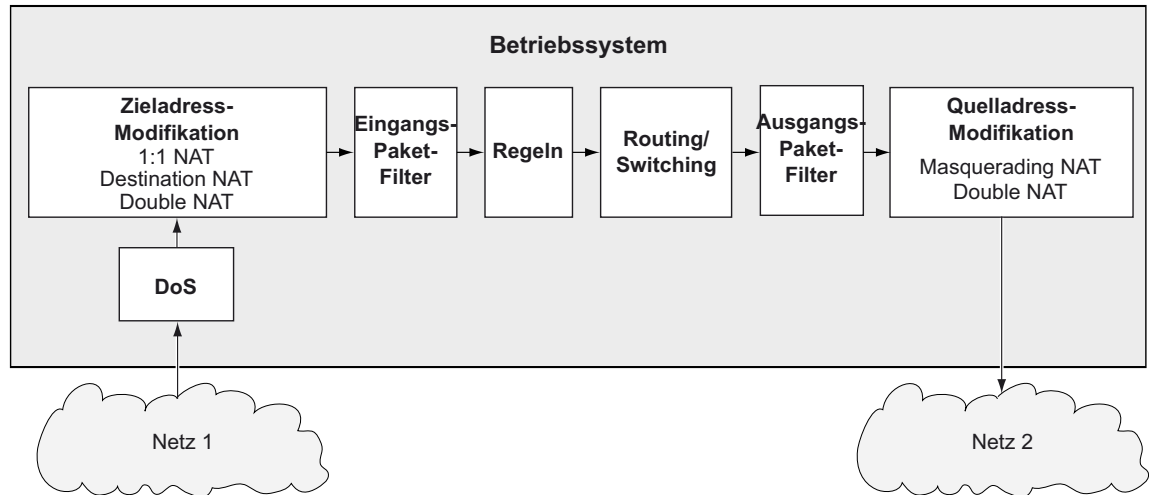 Betriebssystem
Zieladress-
Modifikation
1:1 NAT
Destination NAT
Double NAT
Eingangs-
Paket-
Filter
Regeln
Routing/
Switching
Ausgangs-
Paket-
Filter
Quelladress-
Modifikation
Masquerading NAT
Double NAT
DoS
Netz 1
Netz 2